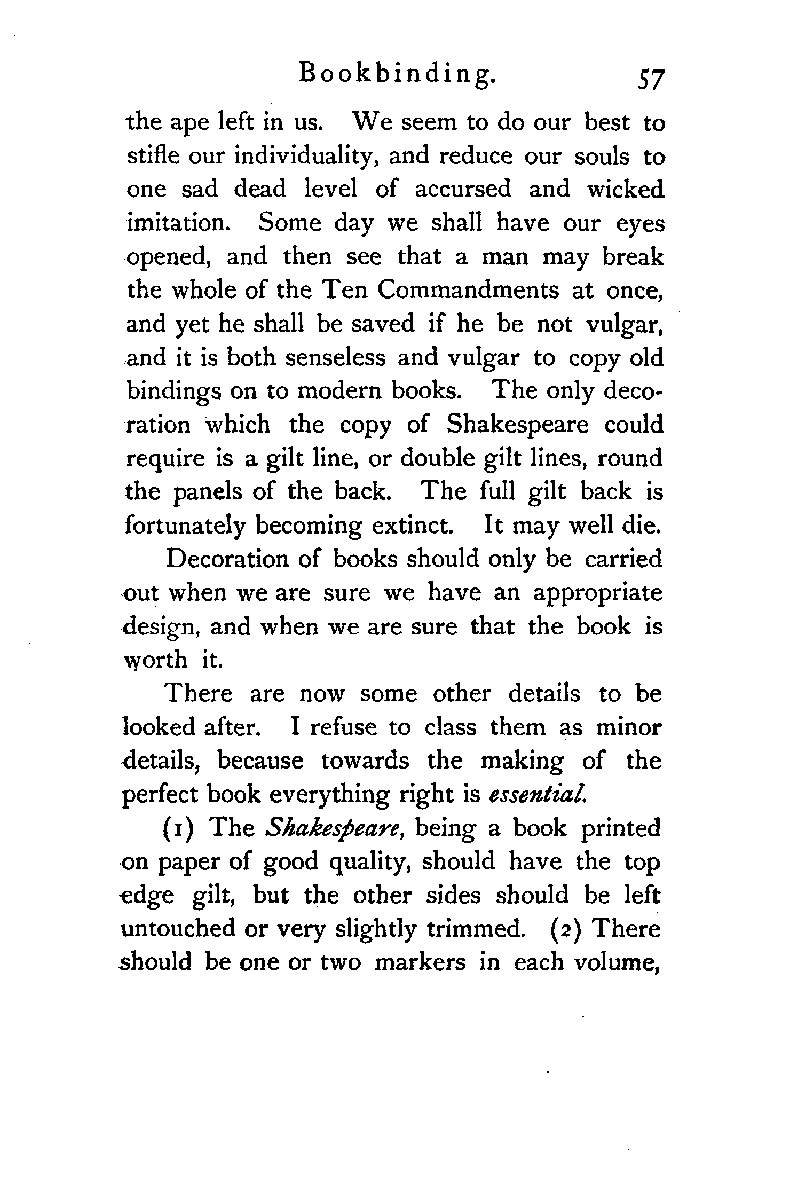 Bookbinding. 57
the ape left in us. We seem to do our best to
stifle our individuality, and reduce our souls to
one sad dead level of accursed and wicked
imitation. Some day we shall have our eyes
opened, and then see that a man may break
the whole of the Ten Commandments at once,
and yet he shall be saved if he be not vulgar,
and it is both senseless and vulgar to copy old
bindings on to modern books. The only deco-
ration which the copy of Shakespeare could
require is a gilt line, or double gilt lines, round
the panels of the back. The full gilt back is
fortunately becoming extinct. It may well die.
Decoration of books should only be carried
out when we are sure we have an appropriate
design, and when we are sure that the book is
worth it.
There are now some other details to be
looked after. I refuse to class them as minor
details, because towards the making of the
perfect book everything right is essential.
(1) The Shakespeare, being a book printed
on paper of good quality, should have the top
edge gilt, but the other sides should be left
untouched or very slightly trimmed. (2) There
should be one or two markers in each volume,